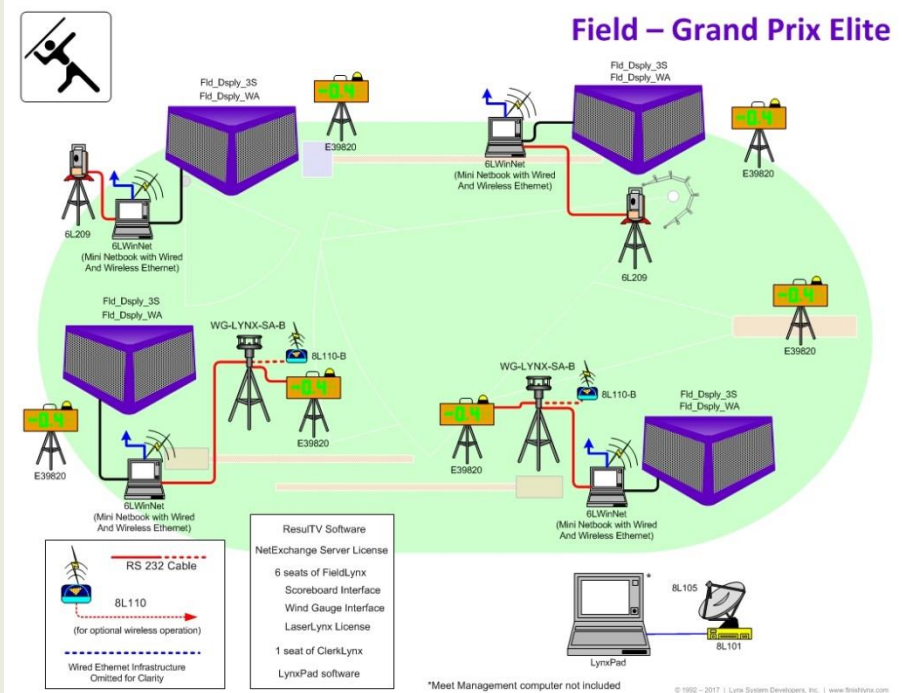 Field – Grand Prix Elite
Fld_Dsply_3S
Fld_Dsply_WA
-0.4
E39820
6L209
6LWinNet
(Mini Netbook with Wired
And Wireless Ethernet)
Fld_Dsply_3S
Fld_Dsply_WA
-0.4
E39820
6LWinNet
(Mini Netbook with Wired
And Wireless Ethernet)
6L209
-0.4
E39820
Fld_Dsply_3S
Fld_Dsply_WA
WG-LYNX-SA-B
8L110-B
-0.4
E39820
-0.4
E39820
6LWinNet
(Mini Netbook with Wired
And Wireless Ethernet)
WG-LYNX-SA-B
8L110-B
-0.4
E39820
Fld_Dsply_3S
Fld_Dsply_WA
6LWinNet
(Mini Netbook with Wired
And Wireless Ethernet)
RS 232 Cable
8L110
(for optional wireless operation)
Wired Ethernet Infrastructure
Omitted for Clarity
ResulTV Software
NetExchange Server License
6 seats of FieldLynx
Scoreboard Interface
Wind Gauge Interface
LaserLynx License
1 seat of ClerkLynx
LynxPad software
*
LynxPad
8L105
8L101
*Meet Management computer not included
© 1992 – 2017 | Lynx System Developers, Inc. | www.finishlynx.com